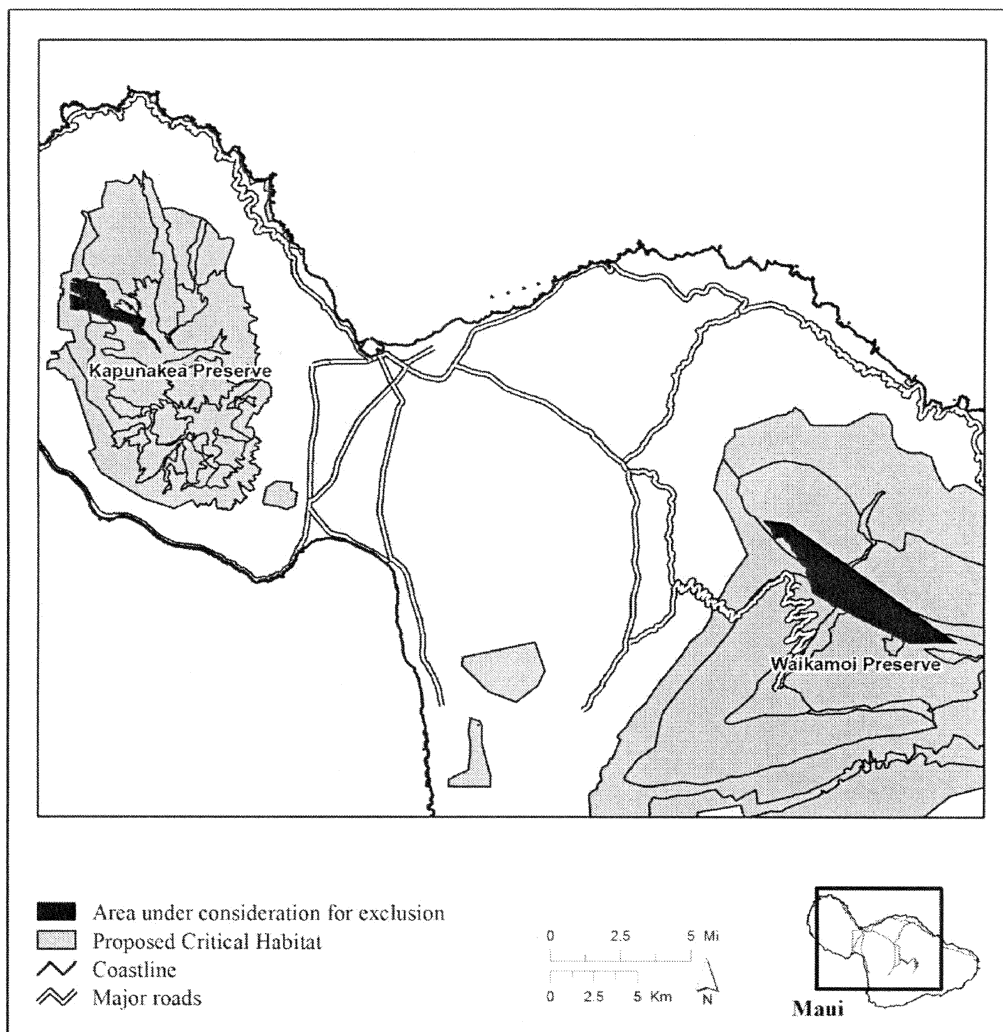 Kapunakea Preserve
Waikamoi Preserve
Area under consideration for exclusion
Proposed Critical Habitat
Coastline
Major roads
0 2.5 5 Mi
0 2.5 5 Km
N
Maui